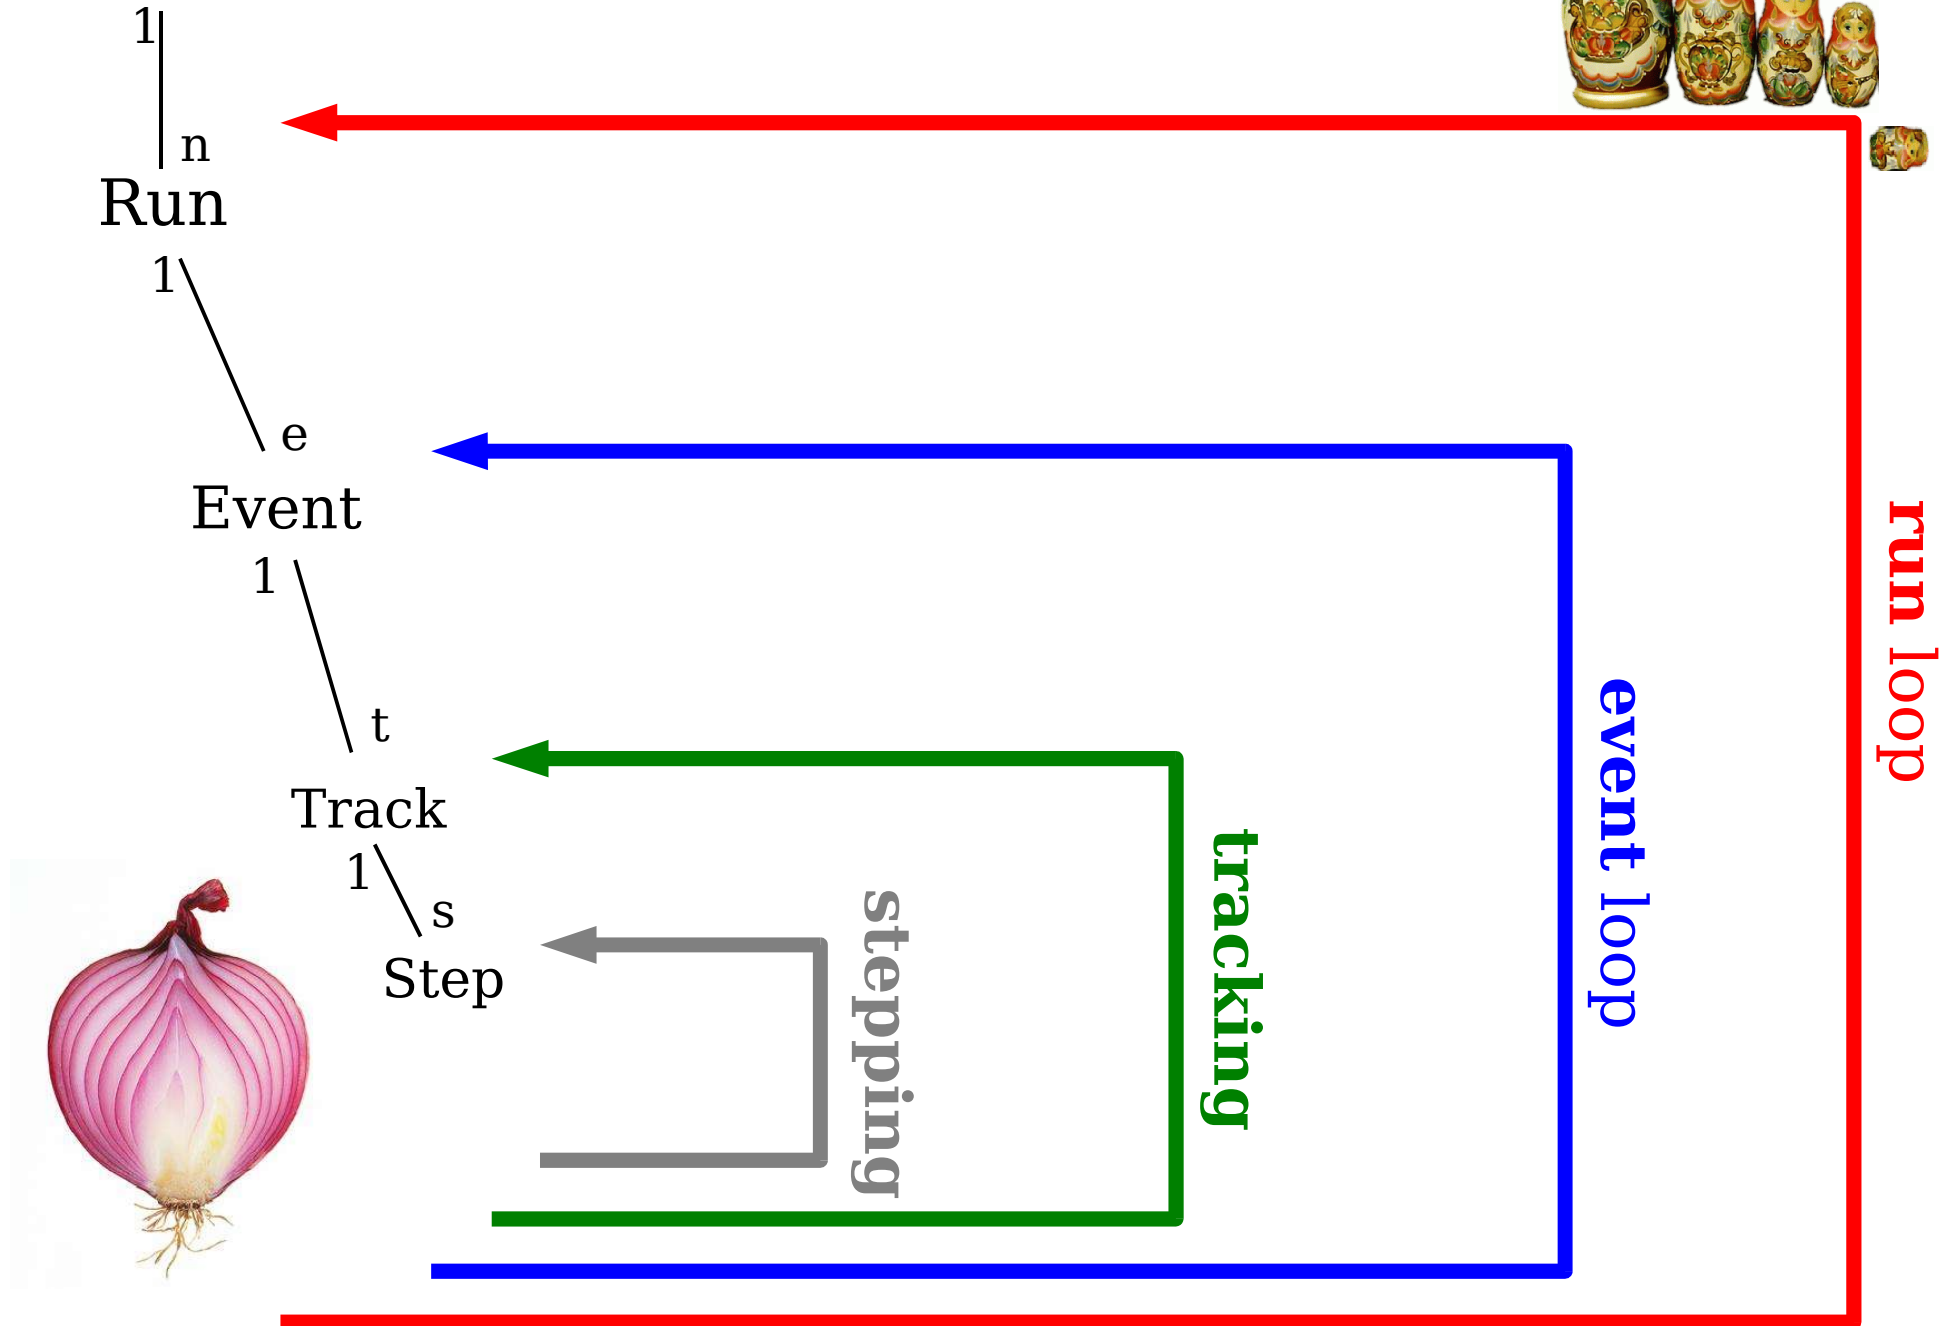 1
n
Run
1
e
Event
1
t
Track
1
s
Step
stepping
tracking
event loop
run loop